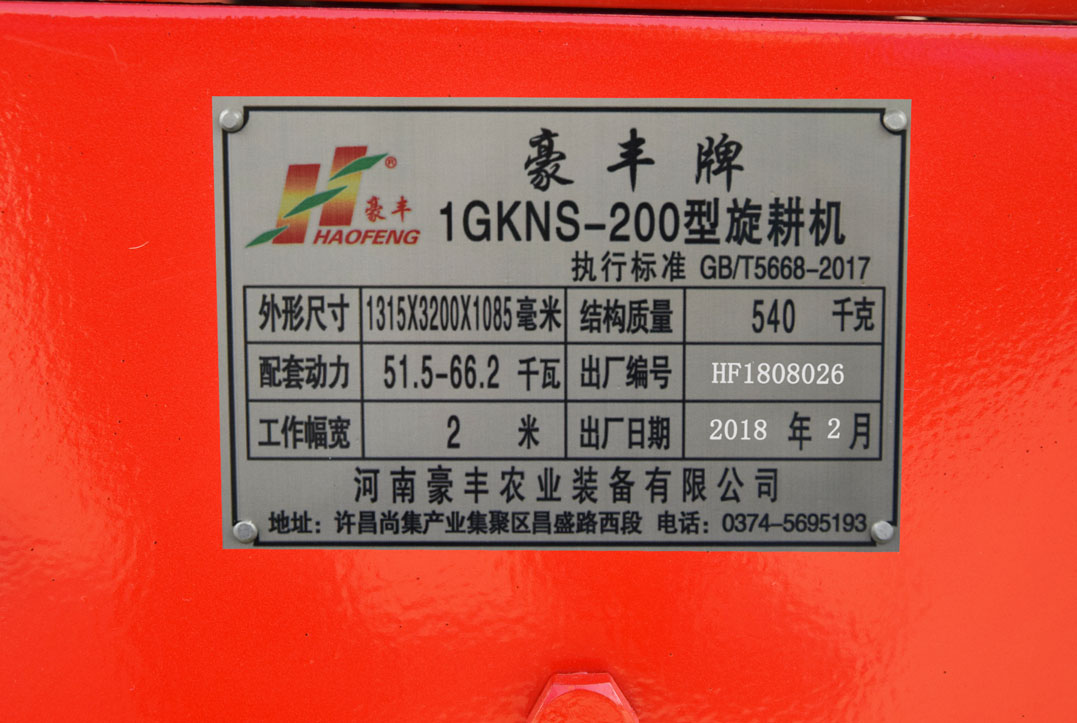 豪丰牌
®
豪丰
HAOFENG
1GKNS-200型旋耕机
执行标准 GB/T5668-2017
外形尺寸 1315X3200X1085毫米 结构质量 540 千克
配套动力 51.5-66.2 千瓦 出厂编号 HF1808026
工作幅宽 2 米 出厂日期 2018 年 2 月
河南豪丰农业装备有限公司
地址：许昌尚集产业集聚区昌盛路西段 电话：0374-5695193